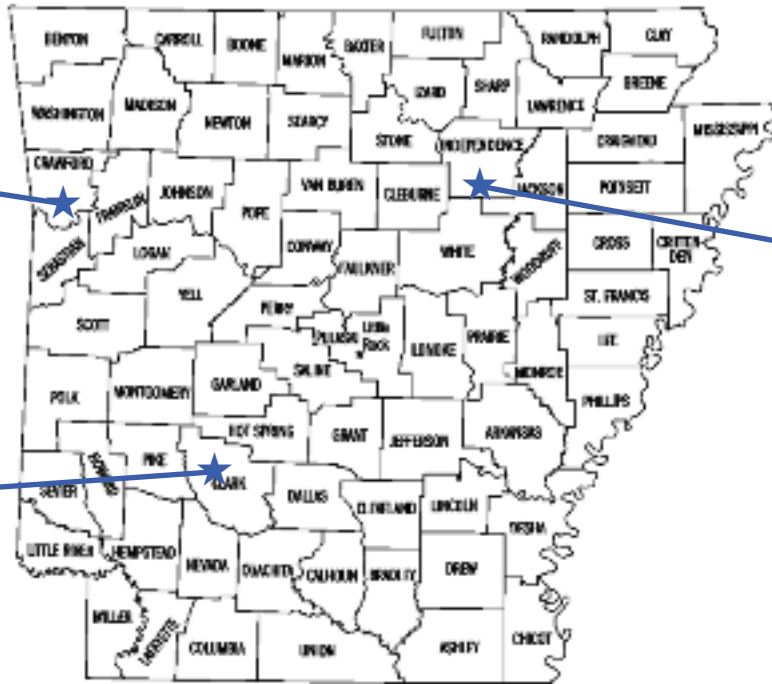 BENTON
CARROLL
BOONE
MARION
BAXTER
FULTON
RANDOLPH
CLAY
WASHINGTON
MADISON
NEWTON
SEARCY
STONE
IZARD
SHARP
LAWRENCE
GREENE
INDEPENDENCE
CRAIGHEAD
MISSISSIPPI
CRAWFORD
FRANKLIN
JOHNSON
POPE
VAN BUREN
CLEBURNE
JACKSON
POINSETT
SEBASTIAN
LOGAN
CONWAY
FAULKNER
WHITE
WOODRUFF
CROSS
CRITTEN
DEN
YELL
PERRY
ST. FRANCIS
SCOTT
PULASKI
Little
Rock
LONOKE
PRAIRIE
LEE
MONROE
POLK
MONTGOMERY
GARLAND
SALINE
PHILLIPS
HOT SPRING
GRANT
JEFFERSON
ARKANSAS
HOWARD
PIKE
CLARK
DALLAS
CLEVELAND
LINCOLN
DESHA
SEVIER
LITTLE RIVER
HEMPSTEAD
NEVADA
OUACHITA
CALHOUN
BRADLEY
DREW
MILLER
LAFAYETTE
COLUMBIA
UNION
ASHLEY
CHICOT